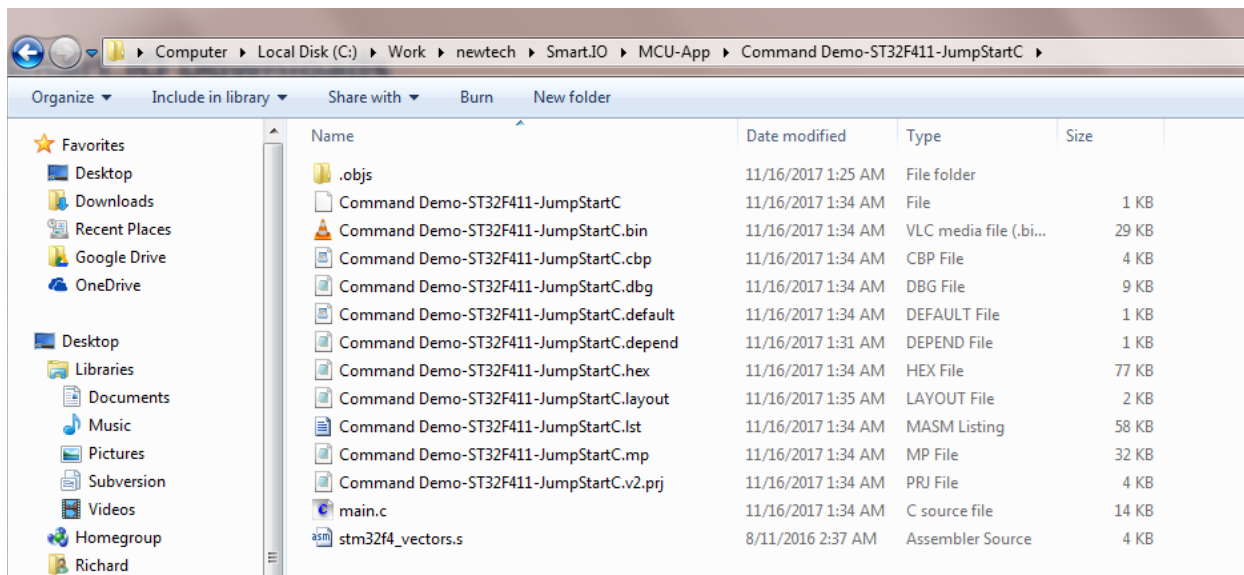 Computer Local Disk (C:) Work newtech Smart.IO MCU-App Command Demo-ST32F411-JumpStartC
Organize Include in library Share with Burn New folder
Favorites
Desktop
Downloads
Recent Places
Google Drive
OneDrive
Desktop
Libraries
Documents
Music
Pictures
Subversion
Videos
Homegroup
Richard
Name Date modified Type Size
.objs 11/16/2017 1:25 AM File folder
Command Demo-ST32F411-JumpStartC 11/16/2017 1:34 AM File 1 KB
Command Demo-ST32F411-JumpStartC.bin 11/16/2017 1:34 AM VLC media file (.bi... 29 KB
Command Demo-ST32F411-JumpStartC.cbp 11/16/2017 1:34 AM CBP File 4 KB
Command Demo-ST32F411-JumpStartC.dbg 11/16/2017 1:34 AM DBG File 9 KB
Command Demo-ST32F411-JumpStartC.default 11/16/2017 1:34 AM DEFAULT File 1 KB
Command Demo-ST32F411-JumpStartC.depend 11/16/2017 1:31 AM DEPEND File 1 KB
Command Demo-ST32F411-JumpStartC.hex 11/16/2017 1:34 AM HEX File 77 KB
Command Demo-ST32F411-JumpStartC.layout 11/16/2017 1:35 AM LAYOUT File 2 KB
Command Demo-ST32F411-JumpStartC.lst 11/16/2017 1:34 AM MASM Listing 58 KB
Command Demo-ST32F411-JumpStartC.mp 11/16/2017 1:34 AM MP File 32 KB
Command Demo-ST32F411-JumpStartC.v2.prj 11/16/2017 1:34 AM PRJ File 4 KB
main.c 11/16/2017 1:34 AM C source file 14 KB
asm stm32f4_vectors.s 8/11/2016 2:37 AM Assembler Source 4 KB